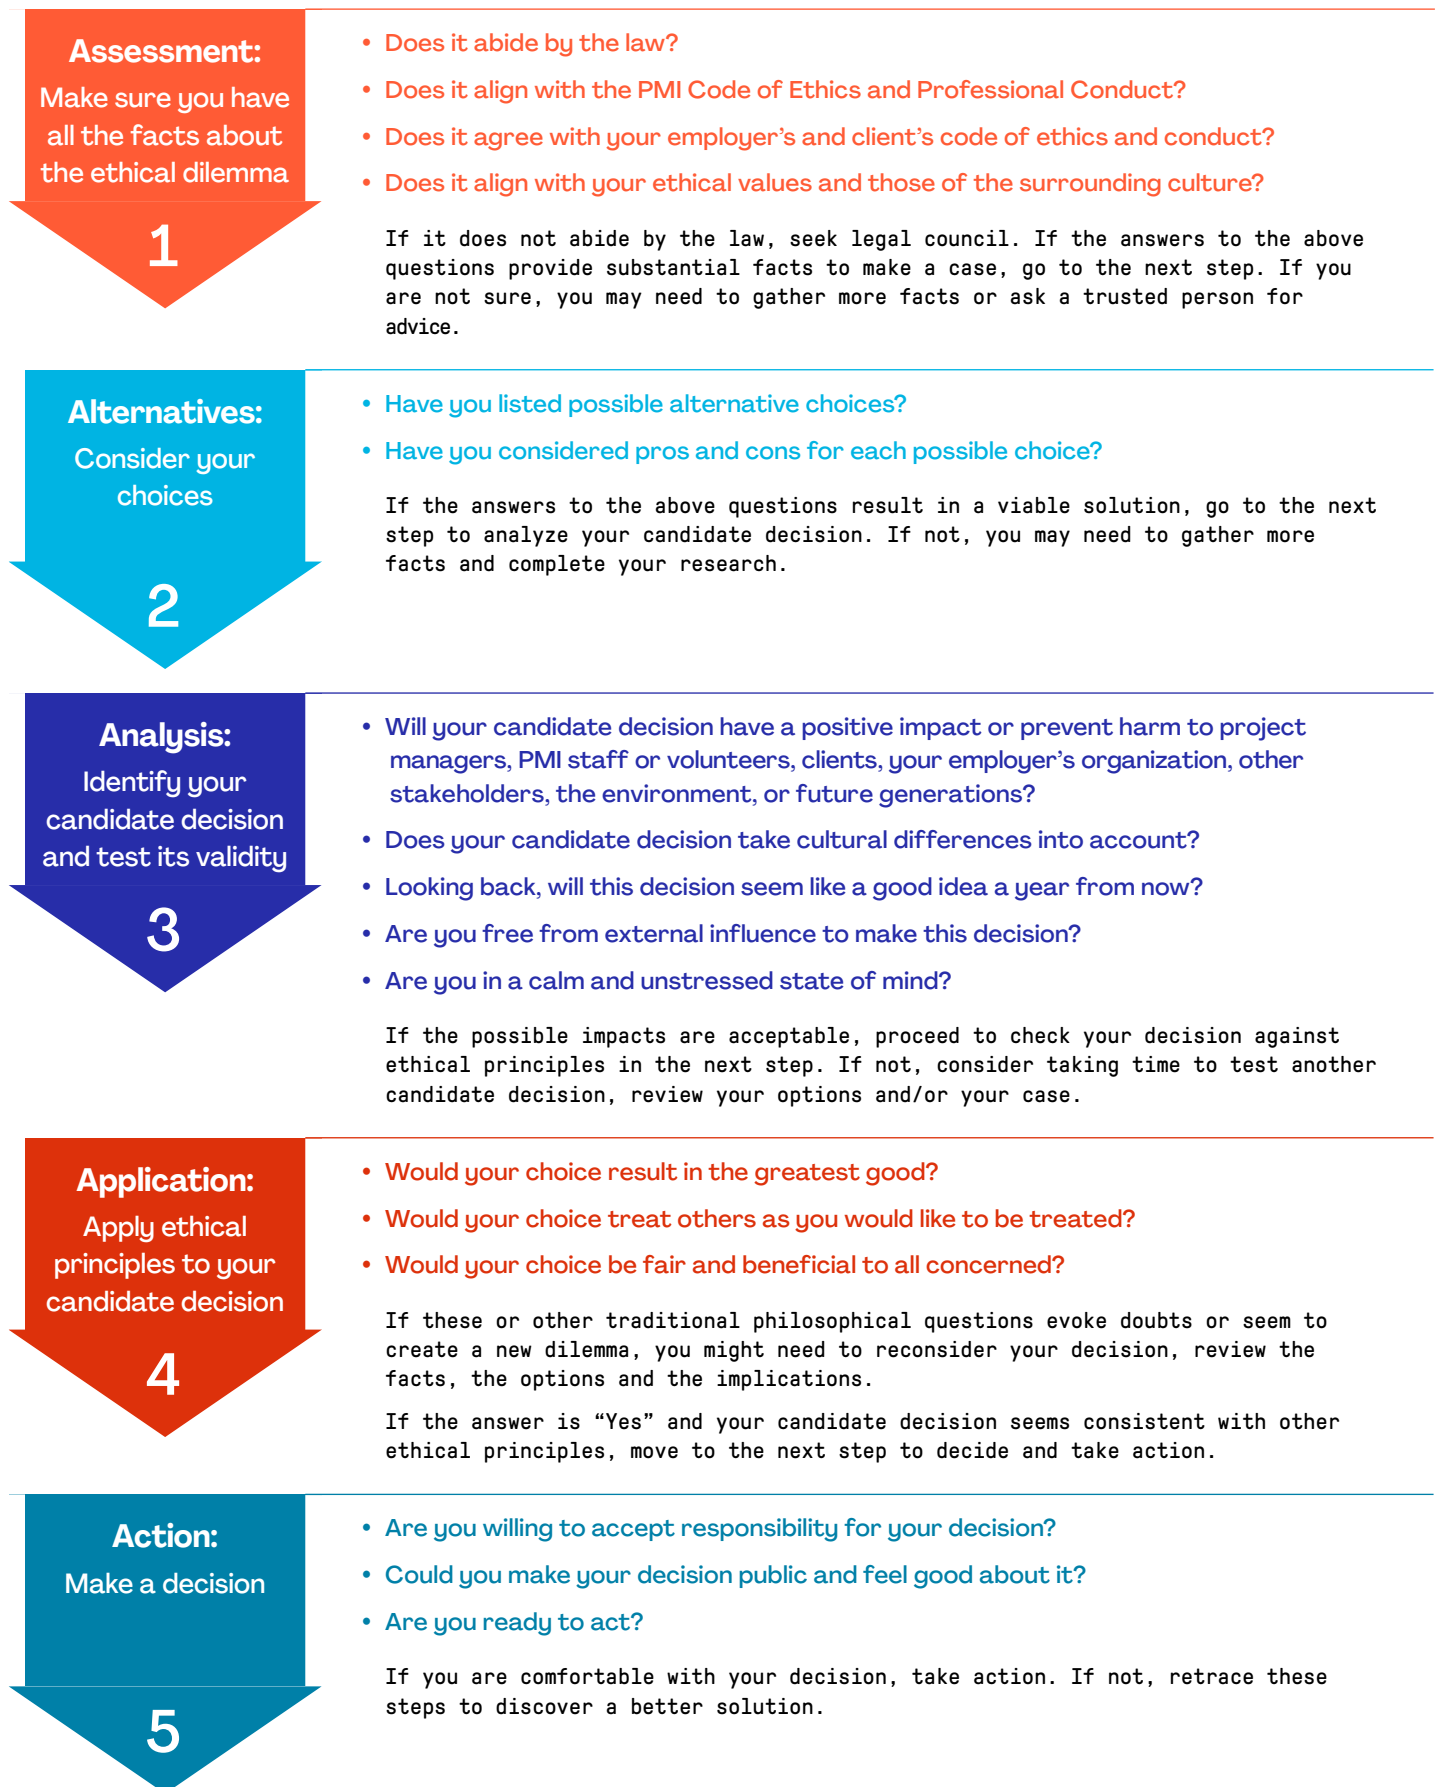 Assessment:
Make sure you have
all the facts about
the ethical dilemma
1
• Does it abide by the law?
• Does it align with the PMI Code of Ethics and Professional Conduct?
• Does it agree with your employer’s and client’s code of ethics and conduct?
• Does it align with your ethical values and those of the surrounding culture?
If it does not abide by the law, seek legal council. If the answers to the above
questions provide substantial facts to make a case, go to the next step. If you
are not sure, you may need to gather more facts or ask a trusted person for
advice.
Alternatives:
Consider your
choices
2
• Have you listed possible alternative choices?
• Have you considered pros and cons for each possible choice?
If the answers to the above questions result in a viable solution, go to the next
step to analyze your candidate decision. If not, you may need to gather more
facts and complete your research.
Analysis:
Identify your
candidate decision
and test its validity
3
• Will your candidate decision have a positive impact or prevent harm to project
managers, PMI staff or volunteers, clients, your employer’s organization, other
stakeholders, the environment, or future generations?
• Does your candidate decision take cultural differences into account?
• Looking back, will this decision seem like a good idea a year from now?
• Are you free from external influence to make this decision?
• Are you in a calm and unstressed state of mind?
If the possible impacts are acceptable, proceed to check your decision against
ethical principles in the next step. If not, consider taking time to test another
candidate decision, review your options and/or your case.
Application:
Apply ethical
principles to your
candidate decision
4
• Would your choice result in the greatest good?
• Would your choice treat others as you would like to be treated?
• Would your choice be fair and beneficial to all concerned?
If these or other traditional philosophical questions evoke doubts or seem to
create a new dilemma, you might need to reconsider your decision, review the
facts, the options and the implications.
If the answer is “Yes” and your candidate decision seems consistent with other
ethical principles, move to the next step to decide and take action.
Action:
Make a decision
5
• Are you willing to accept responsibility for your decision?
• Could you make your decision public and feel good about it?
• Are you ready to act?
If you are comfortable with your decision, take action. If not, retrace these
steps to discover a better solution.